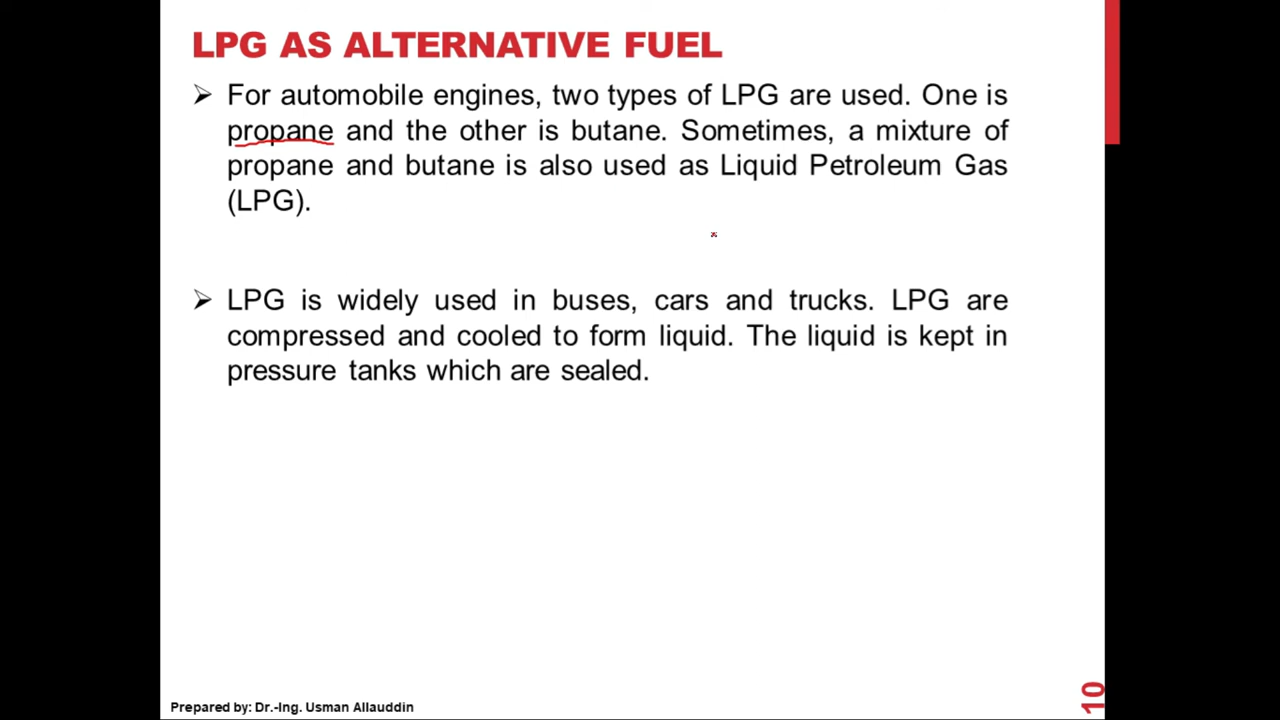 LPG AS ALTERNATIVE FUEL
➢ For automobile engines, two types of LPG are used. One is
propane and the other is butane. Sometimes, a mixture of
propane and butane is also used as Liquid Petroleum Gas
(LPG).
➢ LPG is widely used in buses, cars and trucks. LPG are
compressed and cooled to form liquid. The liquid is kept in
pressure tanks which are sealed.
Prepared by: Dr.-Ing. Usman Allauddin
10